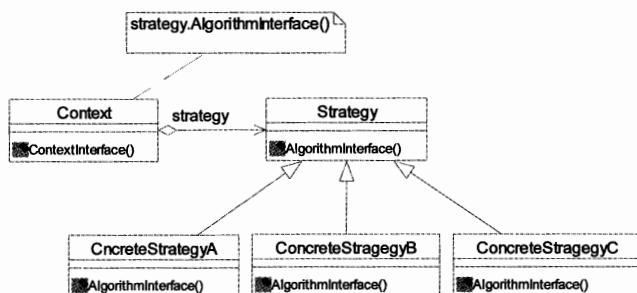 strategy.AlgorithmInterface()
Context
strategy
Strategy
ContextInterface()
AlgorithmInterface()
CncreteStrategyA
ConcreteStragegyB
ConcreteStragegyC
AlgorithmInterface()
AlgorithmInterface()
AlgorithmInterface()